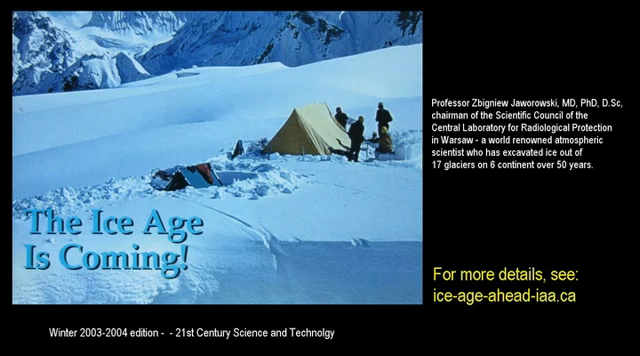 Professor Zbigniew Jaworowski, MD, PhD, D.Sc,
chairman of the Scientific Council of the
Central Laboratory for Radiological Protection
in Warsaw - a world renowned atmospheric
scientist who has excavated ice out of
17 glaciers on 6 continent over 50 years.
The Ice Age
Is Coming!
For more details, see:
ice-age-ahead-iaa.ca
Winter 2003-2004 edition - - 21st Century Science and Technolgy